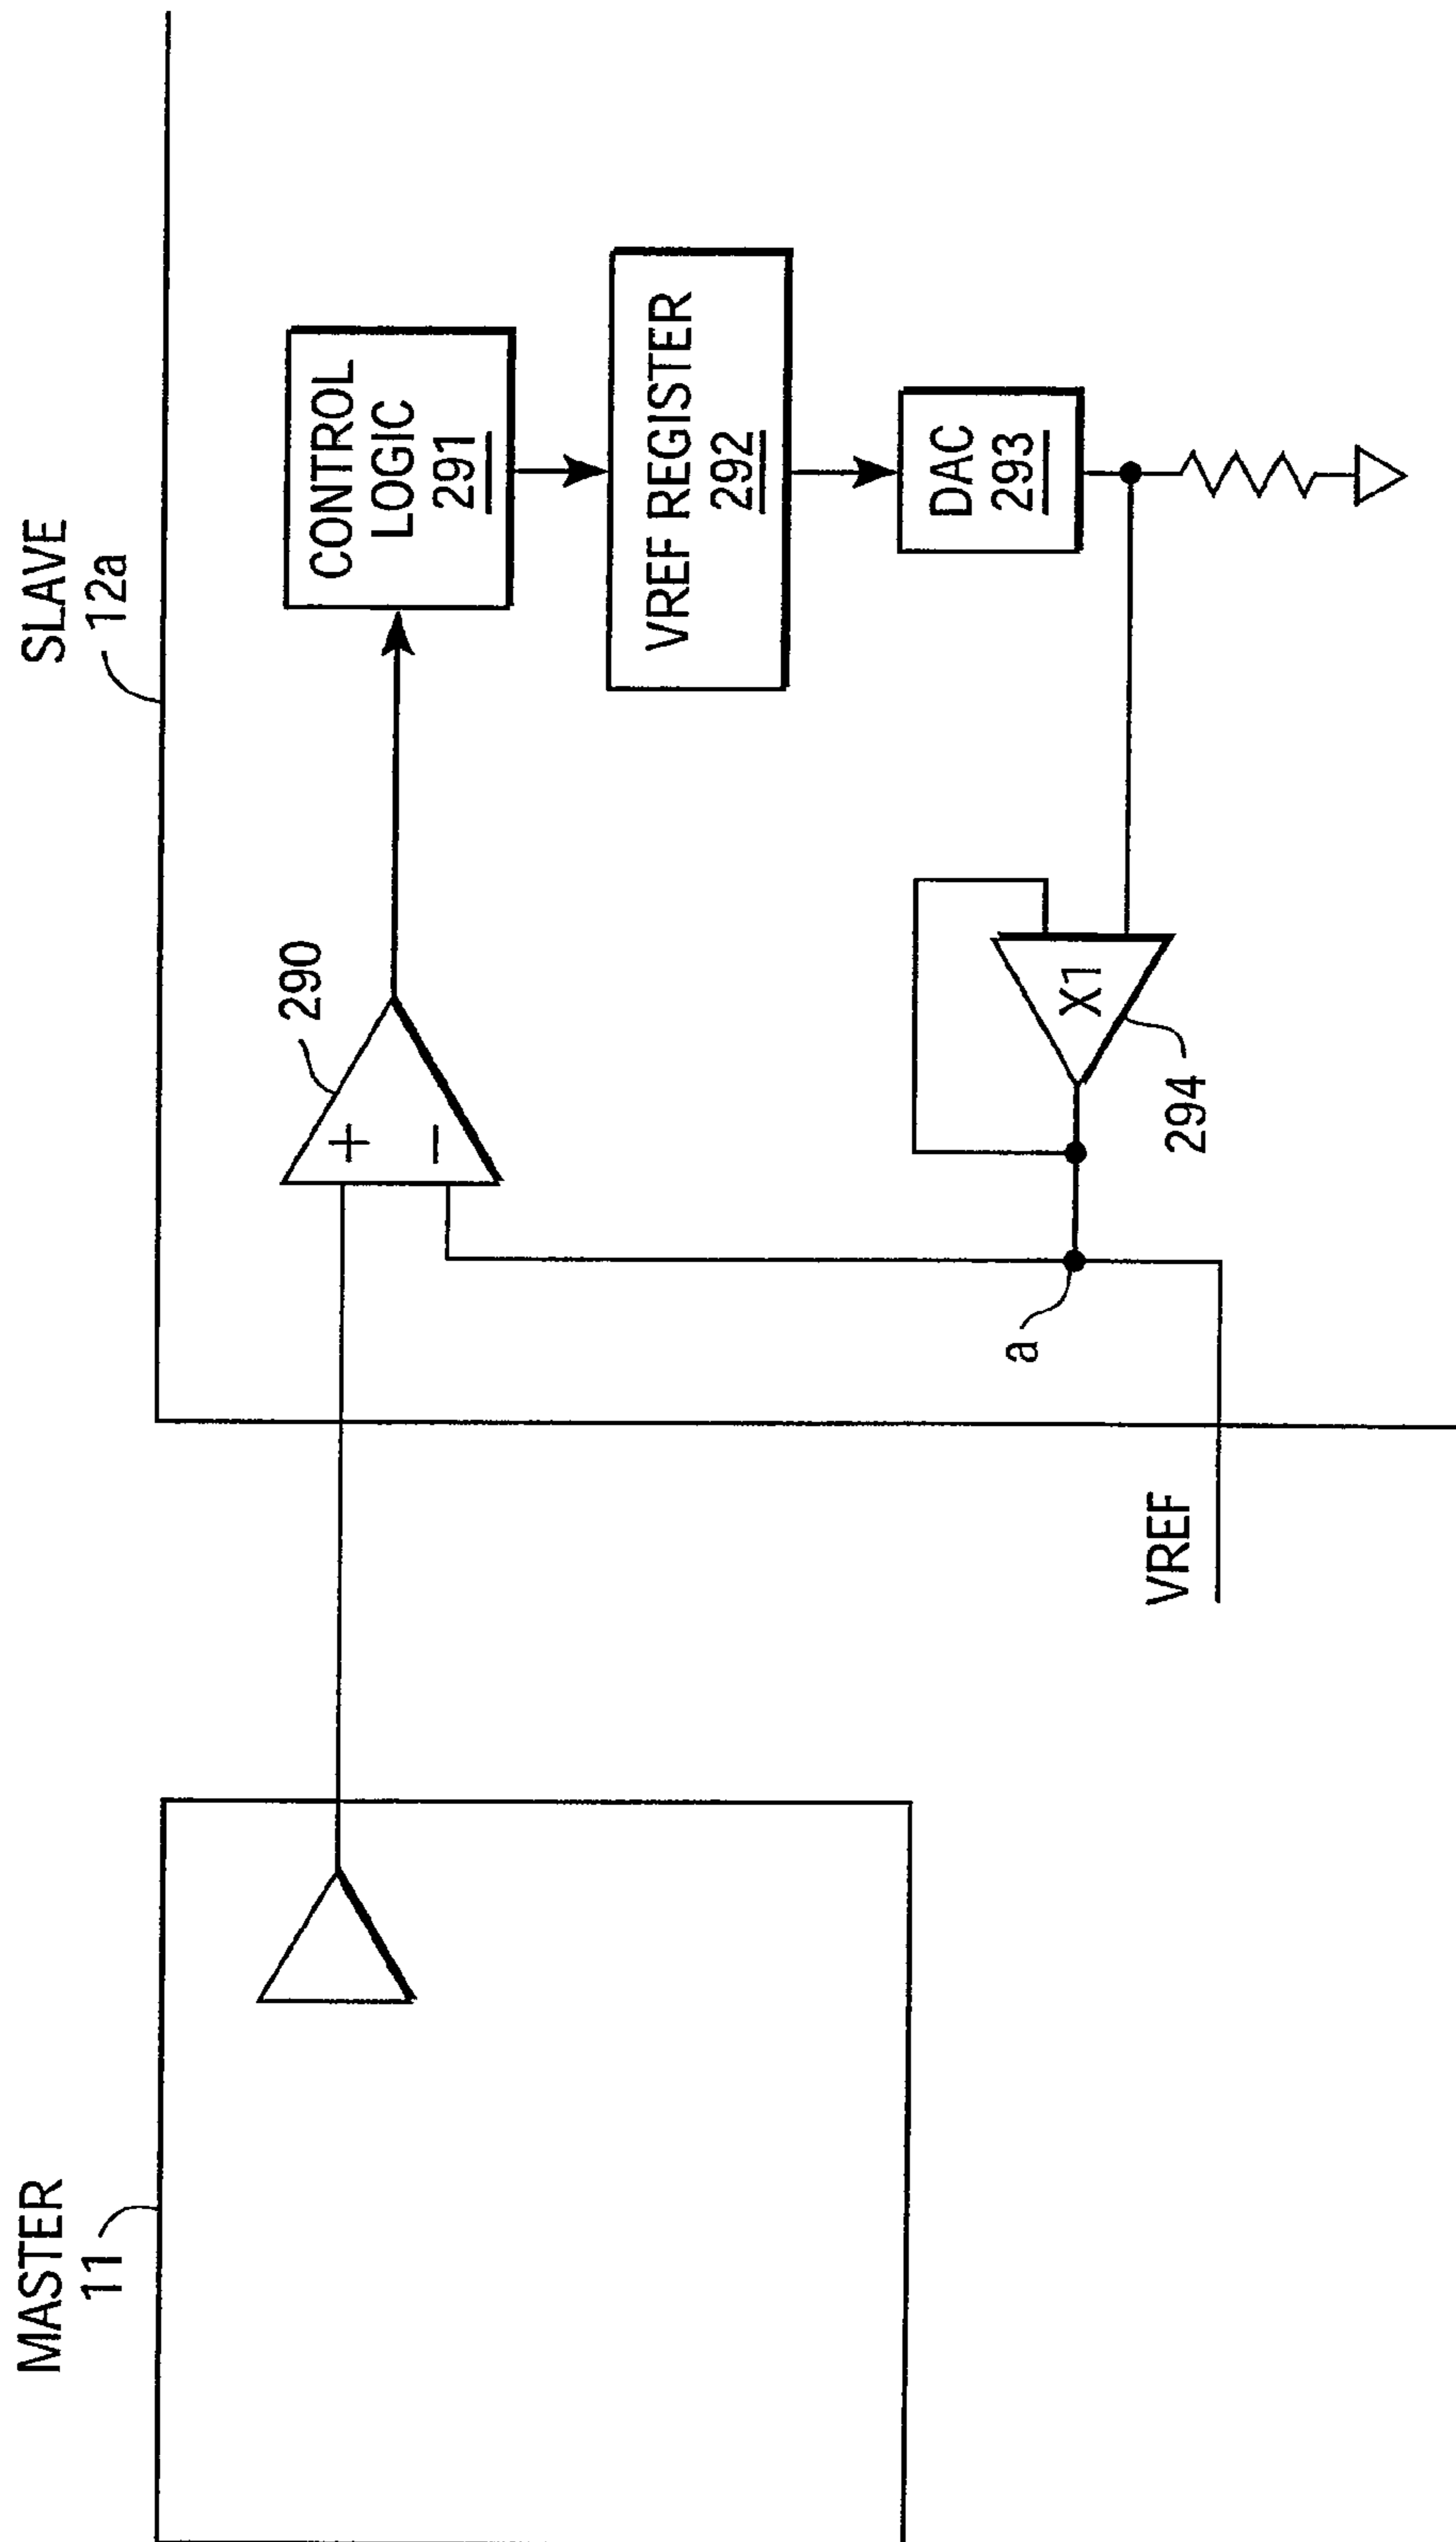 MASTER
11
SLAVE
12a
290
+
−
CONTROL
LOGIC
291
VREF REGISTER
292
DAC
293
X1
294
a
VREF